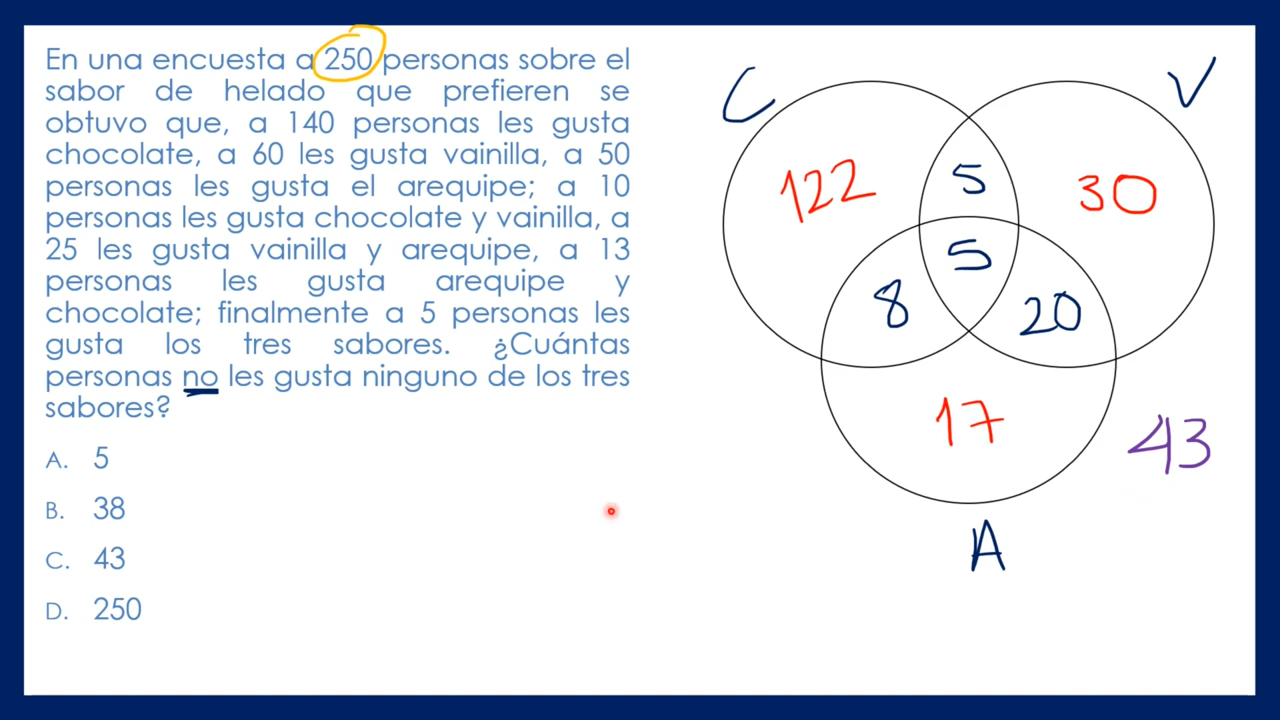 En una encuesta a 250 personas sobre el
sabor de helado que prefieren se
obtuvo que, a 140 personas les gusta
chocolate, a 60 les gusta vainilla, a 50
personas les gusta el arequipe; a 10
personas les gusta chocolate y vainilla, a
25 les gusta vainilla y arequipe, a 13
personas les gusta arequipe y
chocolate; finalmente a 5 personas les
gusta los tres sabores. ¿Cuántas
personas no les gusta ninguno de los tres
sabores?
A. 5
B. 38
C. 43
D. 250
C
V
122
5
30
5
8
20
17
43
A